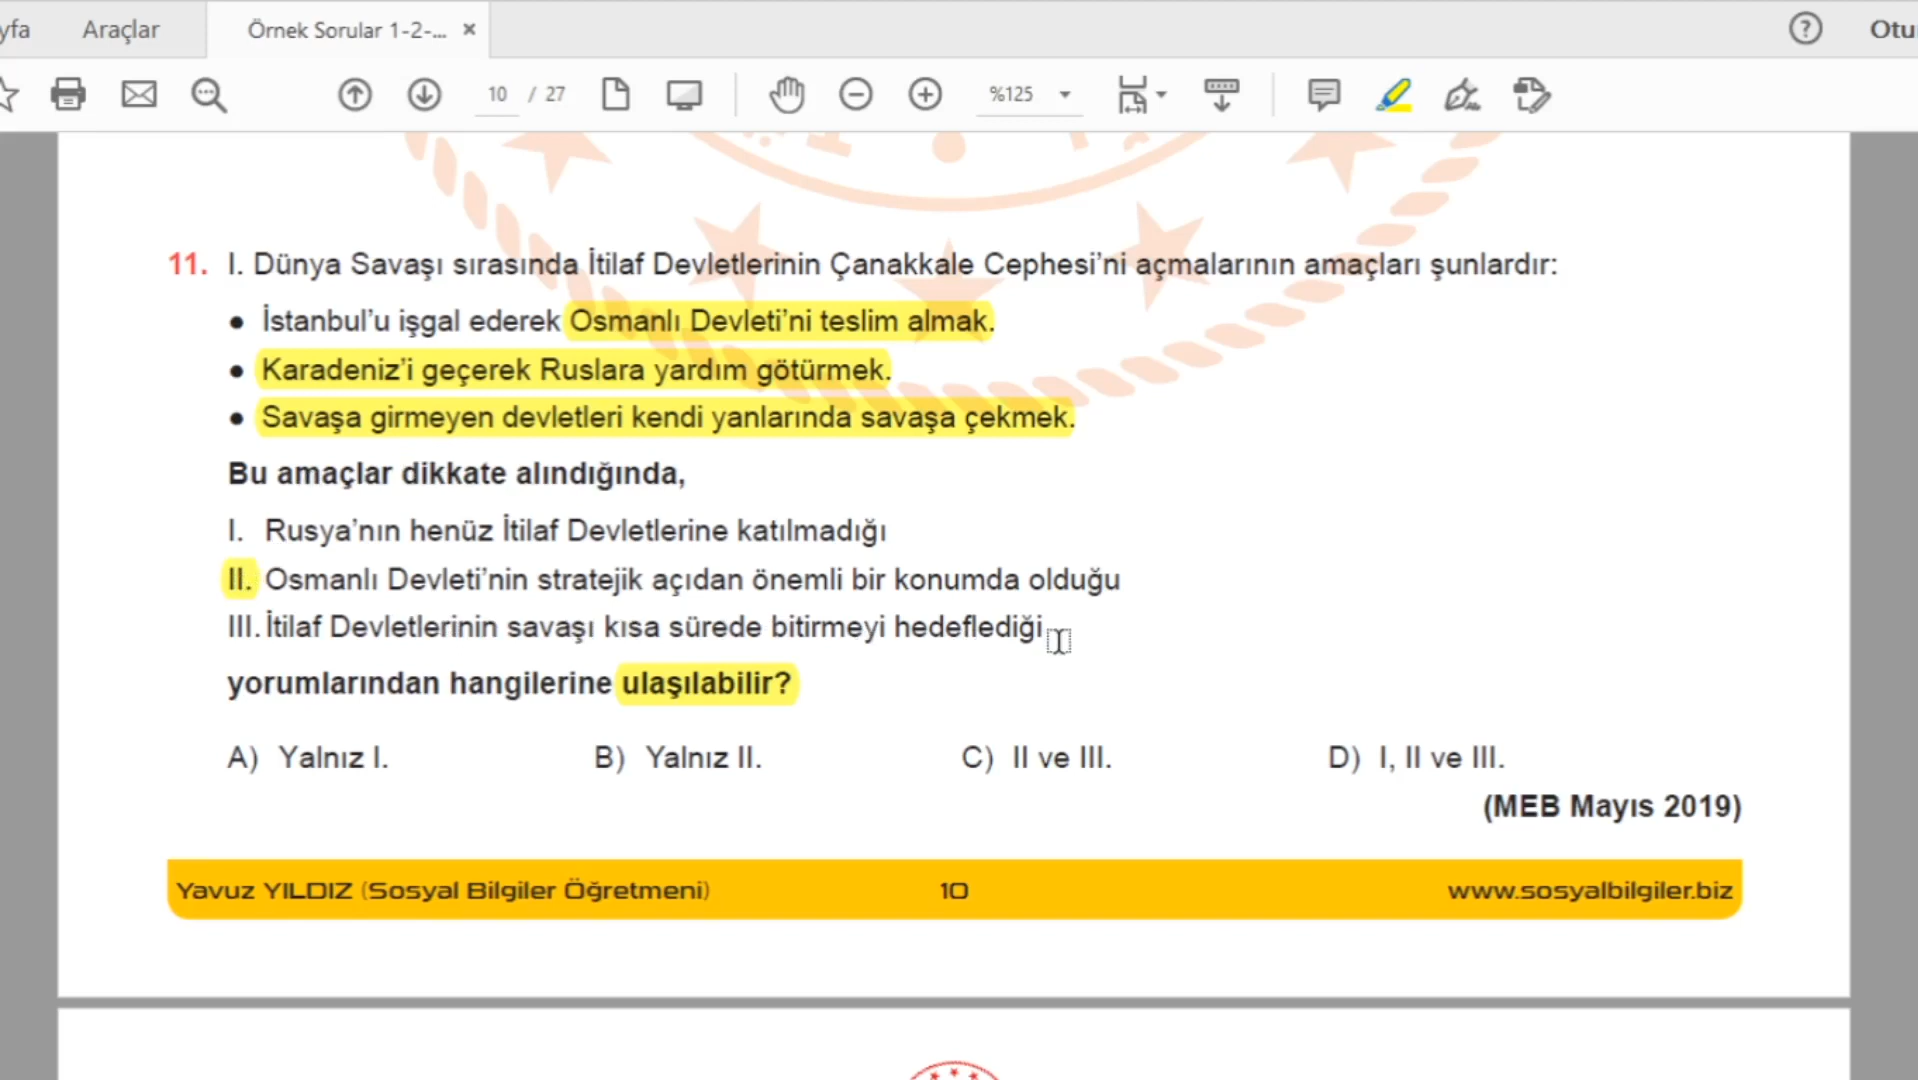 yfa
Araçlar
Örnek Sorular 1-2-...
Otu
10 / 27
%125
11. I. Dünya Savaşı sırasında İtilaf Devletlerinin Çanakkale Cephesi’ni açmalarının amaçları şunlardır:
● İstanbul’u işgal ederek Osmanlı Devleti’ni teslim almak.
● Karadeniz’i geçerek Ruslara yardım götürmek.
● Savaşa girmeyen devletleri kendi yanlarında savaşa çekmek.
Bu amaçlar dikkate alındığında,
I. Rusya’nın henüz İtilaf Devletlerine katılmadığı
II. Osmanlı Devleti’nin stratejik açıdan önemli bir konumda olduğu
III. İtilaf Devletlerinin savaşı kısa sürede bitirmeyi hedeflediği
yorumlarından hangilerine ulaşılabilir?
A) Yalnız I. B) Yalnız II. C) II ve III. D) I, II ve III.
(MEB Mayıs 2019)
Yavuz YILDIZ (Sosyal Bilgiler Öğretmeni) 10 www.sosyalbilgiler.biz